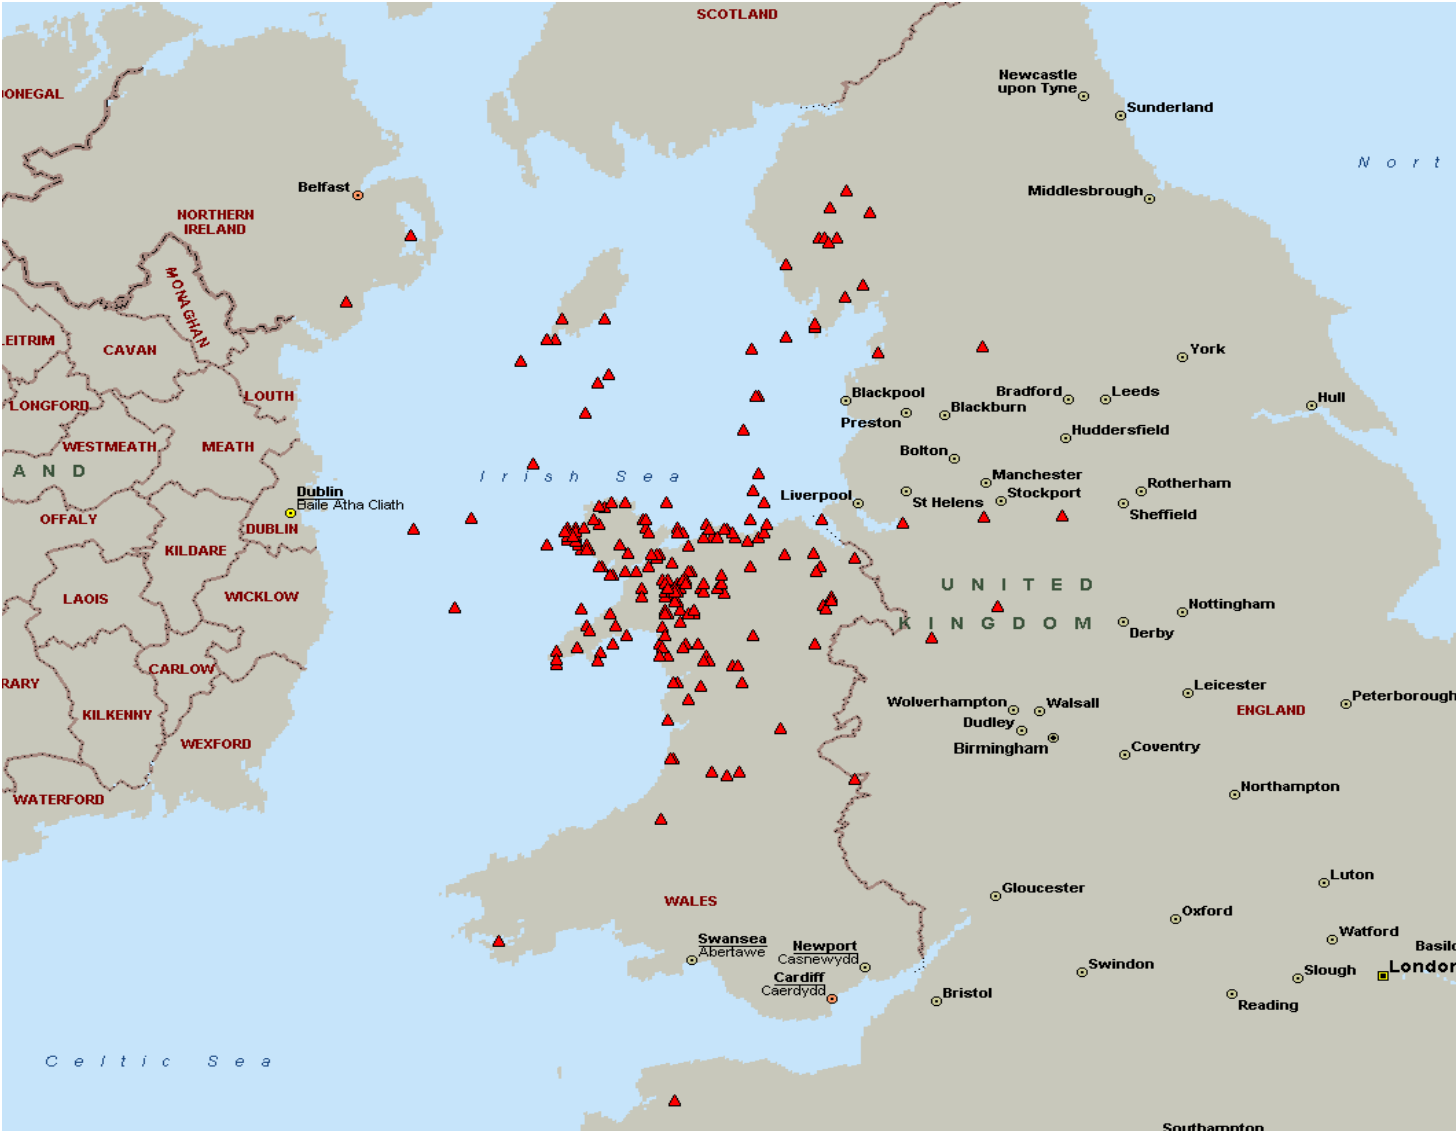 SCOTLAND
Newcastle
upon Tyne
ONEGAL
Sunderland
N o r t
Belfast
Middlesbrough
NORTHERN
IRELAND
MONAGHAN
LEITRIM
CAVAN
York
LOUTH
Blackpool
Bradford
Leeds
Hull
LONGFORD
Blackburn
Preston
Huddersfield
WESTMEATH
MEATH
Bolton
A N D
I r i s h S e a
Manchester
Rotherham
Dublin
Baile Atha Cliath
Liverpool
St Helens
Stockport
Sheffield
OFFALY
DUBLIN
KILDARE
U N I T E D
LAOIS
WICKLOW
Nottingham
K I N G D O M
Derby
CARLOW
RARY
Leicester
Peterborough
Wolverhampton
Walsall
ENGLAND
KILKENNY
Dudley
WEXFORD
Birmingham
Coventry
Northampton
WATERFORD
Luton
Gloucester
WALES
Oxford
Watford
Swansea
Abertawe
Newport
Casnewydd
Basild
London
Swindon
Slough
Cardiff
Caerdydd
Bristol
Reading
C e l t i c S e a
Southampton